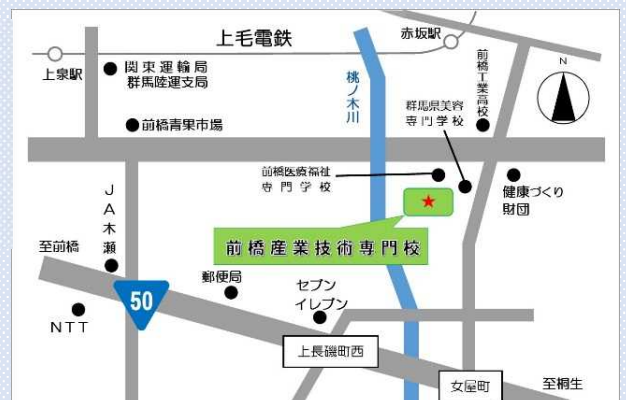 上毛電鉄
赤坂駅
上泉駅
関東運輸局
群馬陸運支局
前橋工業高校
N
桃ノ木川
群馬県美容
専門学校
前橋青果市場
前橋医療福祉
専門学校
健康づくり
財団
JA木瀬
前橋産業技術専門校
至前橋
郵便局
セブン
イレブン
50
NTT
上長磯町西
女屋町
至桐生